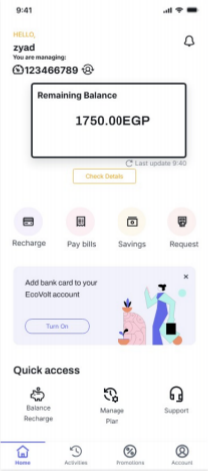 9:41
HELLO,
zyad
You are managing:
123466789
Remaining Balance
1750.00EGP
Last update 9:40
Check Details
Recharge Pay bills Savings Request
Add bank card to your
EcoVolt account
Turn On
Quick access
Balance
Recharge
Manage
Plan
Support
Home Activities Promotions Account